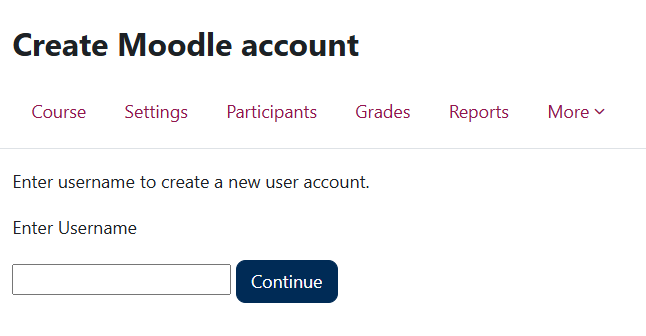 Create Moodle account
Course Settings Participants Grades Reports More
Enter username to create a new user account.
Enter Username
Continue